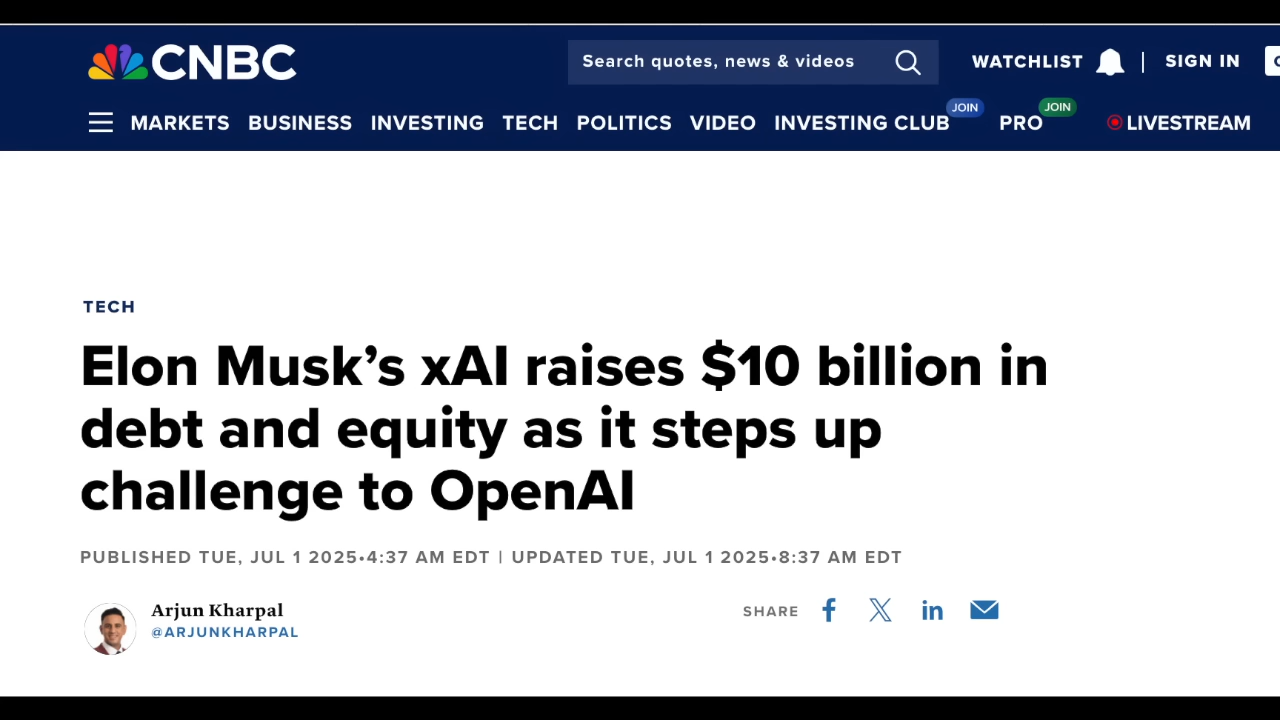 CNBC
Search quotes, news & videos
WATCHLIST
SIGN IN
MARKETS BUSINESS INVESTING TECH POLITICS VIDEO INVESTING CLUB JOIN PRO JOIN LIVESTREAM
TECH
Elon Musk’s xAI raises $10 billion in
debt and equity as it steps up
challenge to OpenAI
PUBLISHED TUE, JUL 1 2025•4:37 AM EDT | UPDATED TUE, JUL 1 2025•8:37 AM EDT
Arjun Kharpal
@ARJUNKHARPAL
SHARE